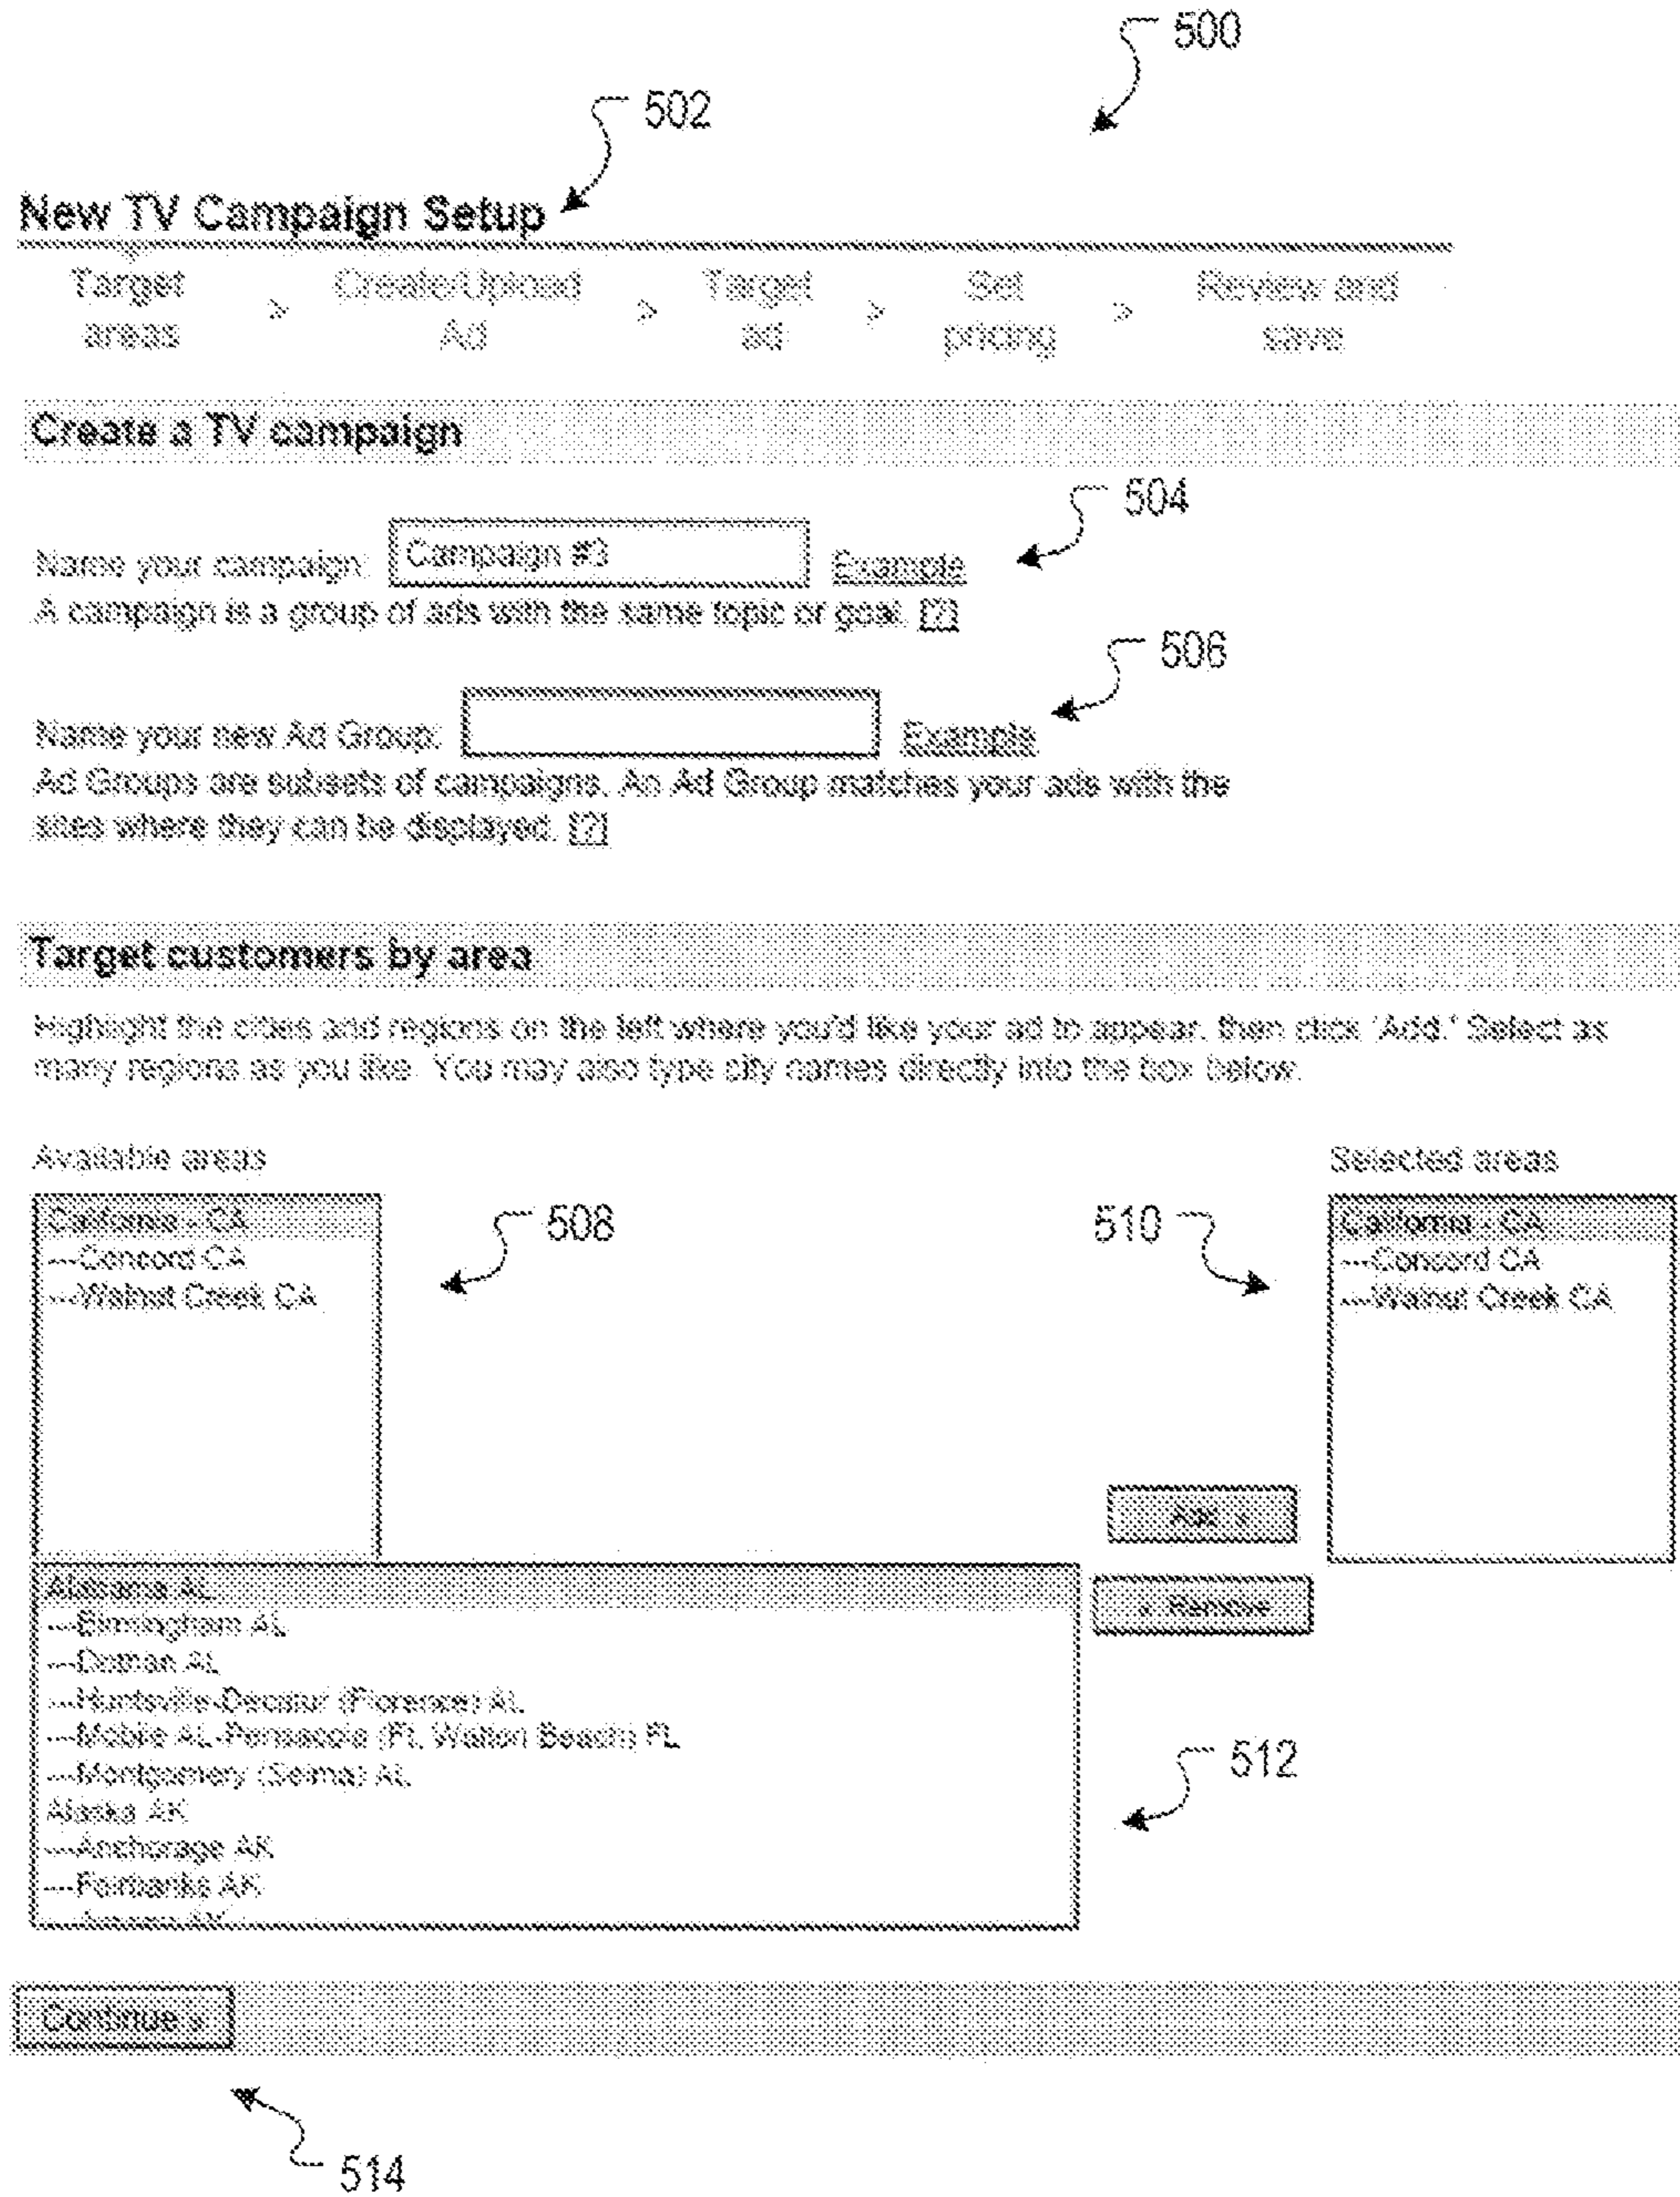 500
502
New TV Campaign Setup
Target areas > Create/Upload Ad > Target ad > Set pricing > Review and save
Create a TV campaign
504
Name your campaign: Campaign #3 Example
A campaign is a group of ads with the same topic or goal. [?]
506
Name your new Ad Group: Example
Ad Groups are subsets of campaigns. An Ad Group matches your ads with the
sites where they can be displayed. [?]
Target customers by area
Highlight the cities and regions on the left where you'd like your ad to appear, then click 'Add.' Select as
many regions as you like. You may also type city names directly into the box below.
Available areas
Selected areas
California - CA
---Concord CA
---Walnut Creek CA
508
510
California - CA
---Concord CA
---Walnut Creek CA
Add »
« Remove
Alabama AL
---Birmingham AL
---Dothan AL
---Huntsville-Decatur (Florence) AL
---Mobile AL-Pensacola (Ft. Walton Beach) FL
---Montgomery (Selma) AL
Alaska AK
---Anchorage AK
---Fairbanks AK
512
Continue »
514